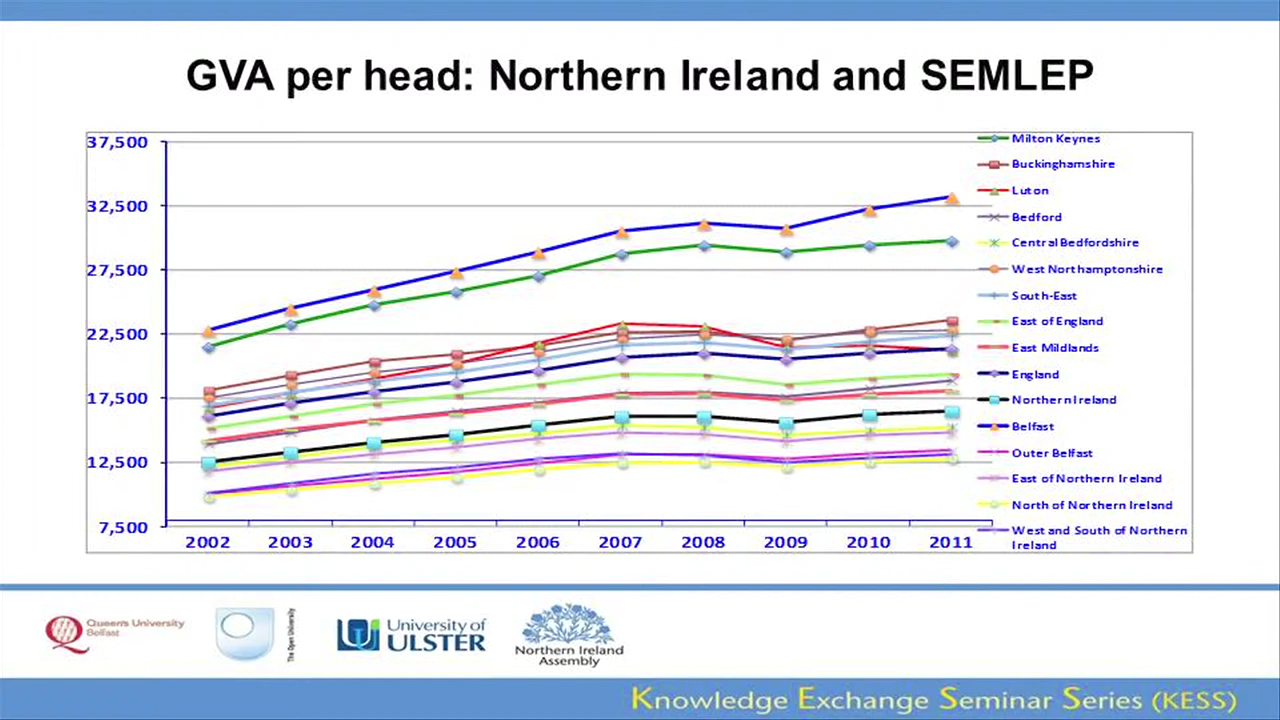 GVA per head: Northern Ireland and SEMLEP
37,500
32,500
27,500
22,500
17,500
12,500
7,500
2002 2003 2004 2005 2006 2007 2008 2009 2010 2011
Milton Keynes
Buckinghamshire
Luton
Bedford
Central Bedfordshire
West Northamptonshire
South-East
East of England
East Mildlands
England
Northern Ireland
Belfast
Outer Belfast
East of Northern Ireland
North of Northern Ireland
West and South of Northern
Ireland
Queen's University
Belfast
The Open University
University of
ULSTER
Northern Ireland
Assembly
Knowledge Exchange Seminar Series (KESS)